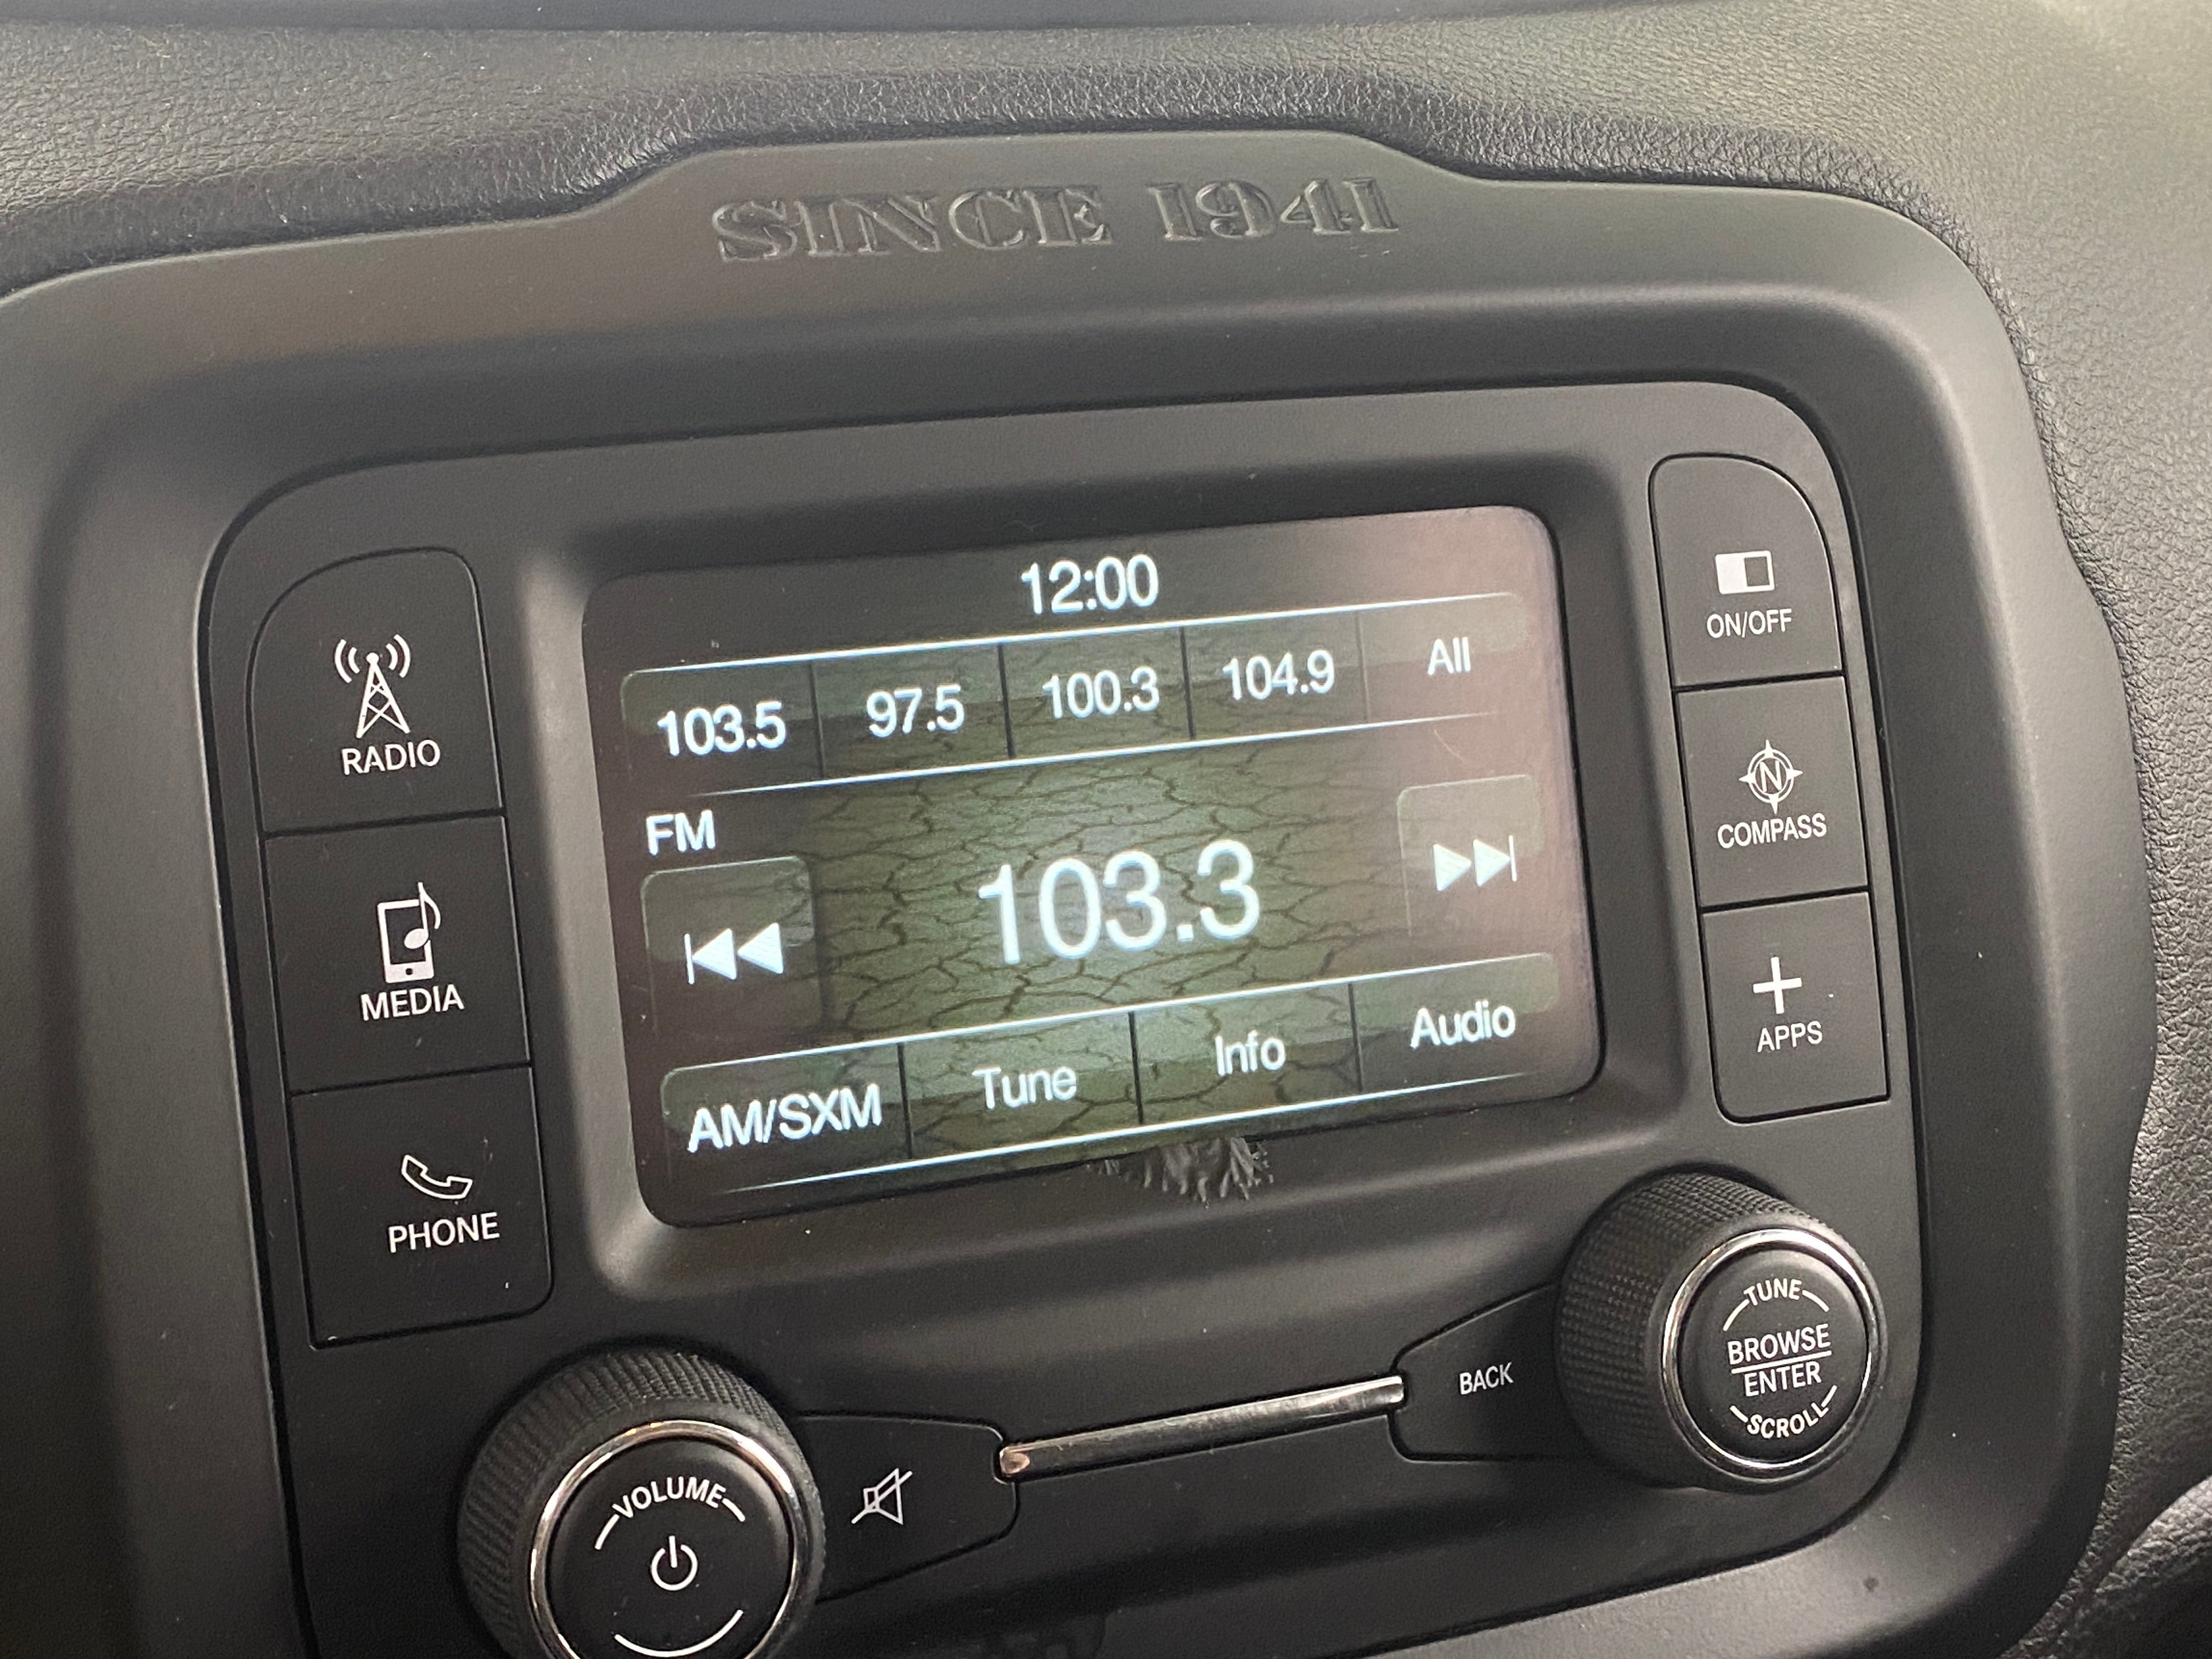 SINCE 1941
12:00
103.5 97.5 100.3 104.9 All
FM
103.3
AM/SXM Tune Info Audio
RADIO
MEDIA
PHONE
ON/OFF
N
COMPASS
APPS
VOLUME
BACK
TUNE
BROWSE
ENTER
SCROLL